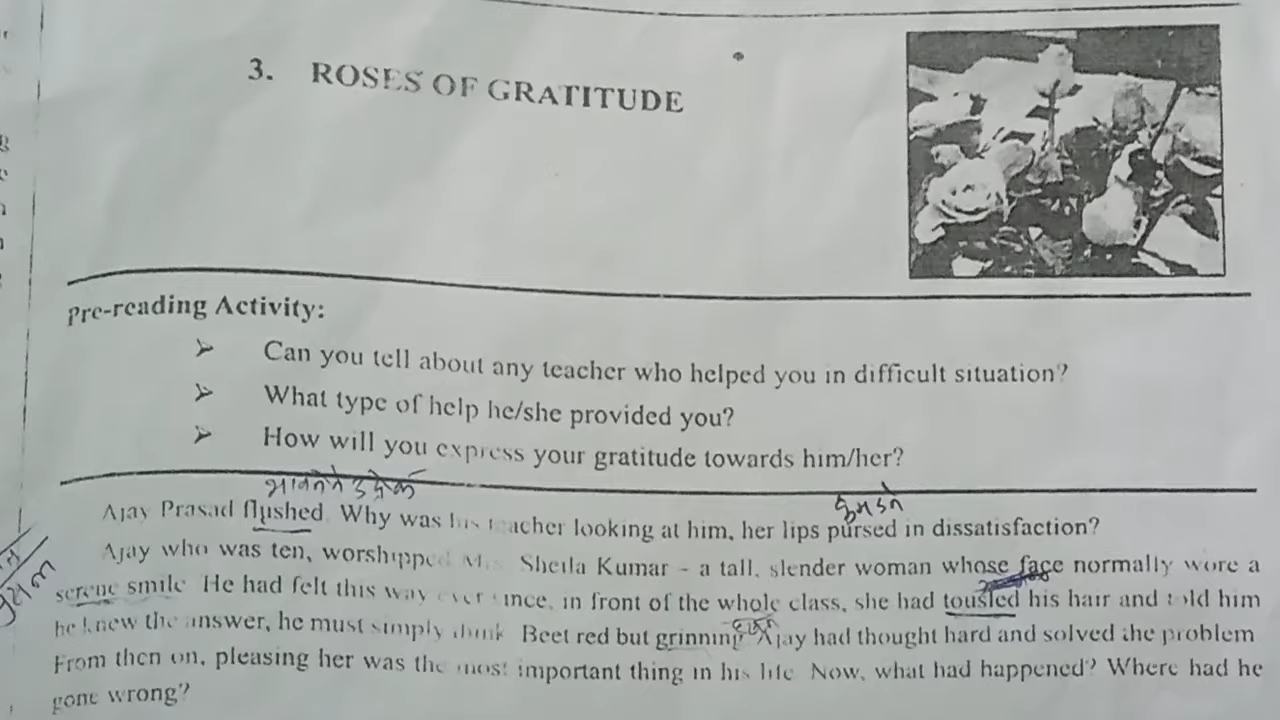 3. ROSES OF GRATITUDE
Pre-reading Activity:
➢ Can you tell about any teacher who helped you in difficult situation?
➢ What type of help he/she provided you?
➢ How will you express your gratitude towards him/her?
Ajay Prasad flushed. Why was his teacher looking at him, her lips pursed in dissatisfaction?
Ajay who was ten, worshipped Mrs. Sheila Kumar – a tall, slender woman whose face normally wore a
serene smile He had felt this way ever since, in front of the whole class, she had tousled his hair and told him
he knew the answer, he must simply think Beet red but grinning Ajay had thought hard and solved the problem
From then on, pleasing her was the most important thing in his life Now, what had happened? Where had he
gone wrong?